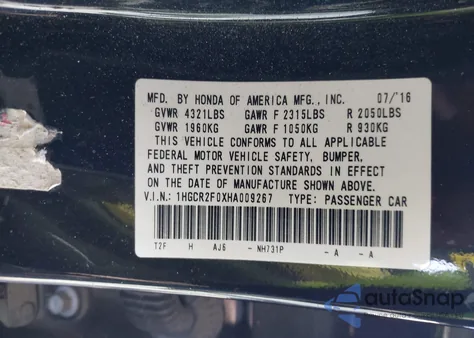 MFD. BY HONDA OF AMERICA MFG., INC. 07/'16
GVWR 4321LBS GAWR F 2315LBS R 2050LBS
GVWR 1960KG GAWR F 1050KG R 930KG
THIS VEHICLE CONFORMS TO ALL APPLICABLE
FEDERAL MOTOR VEHICLE SAFETY, BUMPER,
AND THEFT PREVENTION STANDARDS IN EFFECT
ON THE DATE OF MANUFACTURE SHOWN ABOVE.
V.I.N.: 1HGCR2F0XHA009267 TYPE: PASSENGER CAR
T2F H AJ6 - NH731P - A - A
autoSnap